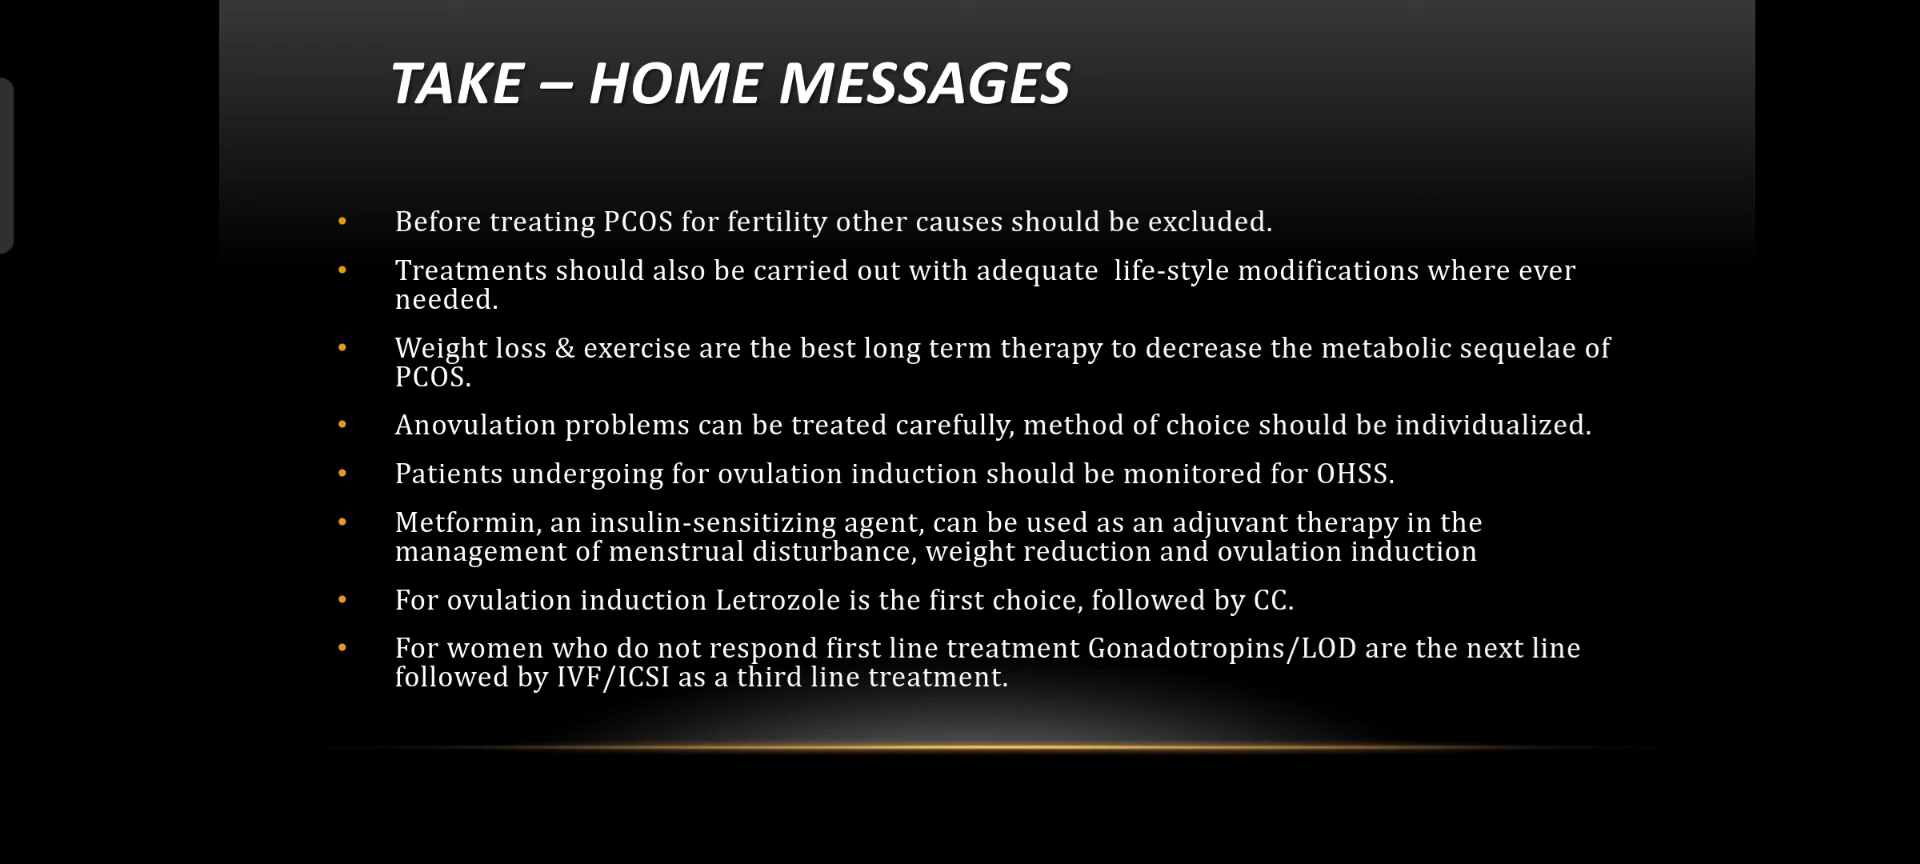 TAKE – HOME MESSAGES
• Before treating PCOS for fertility other causes should be excluded.
• Treatments should also be carried out with adequate  life-style modifications where ever
needed.
• Weight loss & exercise are the best long term therapy to decrease the metabolic sequelae of
PCOS.
• Anovulation problems can be treated carefully, method of choice should be individualized.
• Patients undergoing for ovulation induction should be monitored for OHSS.
• Metformin, an insulin-sensitizing agent, can be used as an adjuvant therapy in the
management of menstrual disturbance, weight reduction and ovulation induction
• For ovulation induction Letrozole is the first choice, followed by CC.
• For women who do not respond first line treatment Gonadotropins/LOD are the next line
followed by IVF/ICSI as a third line treatment.